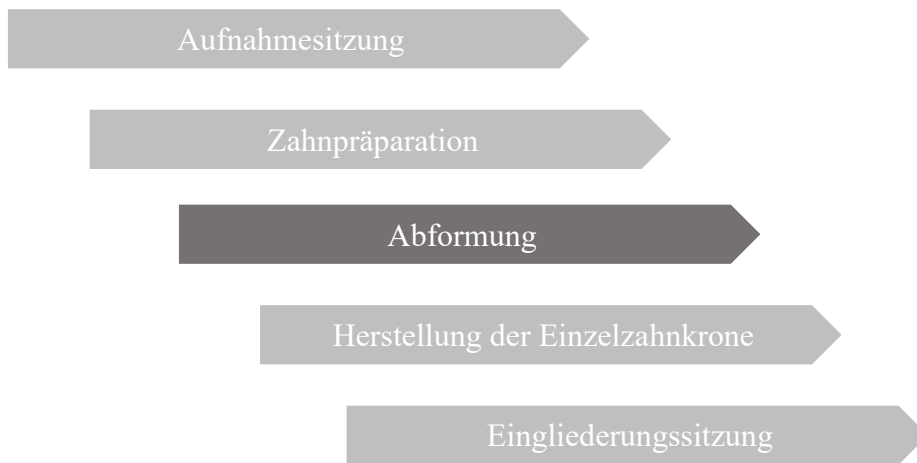 Aufnahmesitzung
Zahnpräparation
Abformung
Herstellung der Einzelzahnkrone
Eingliederungssitzung